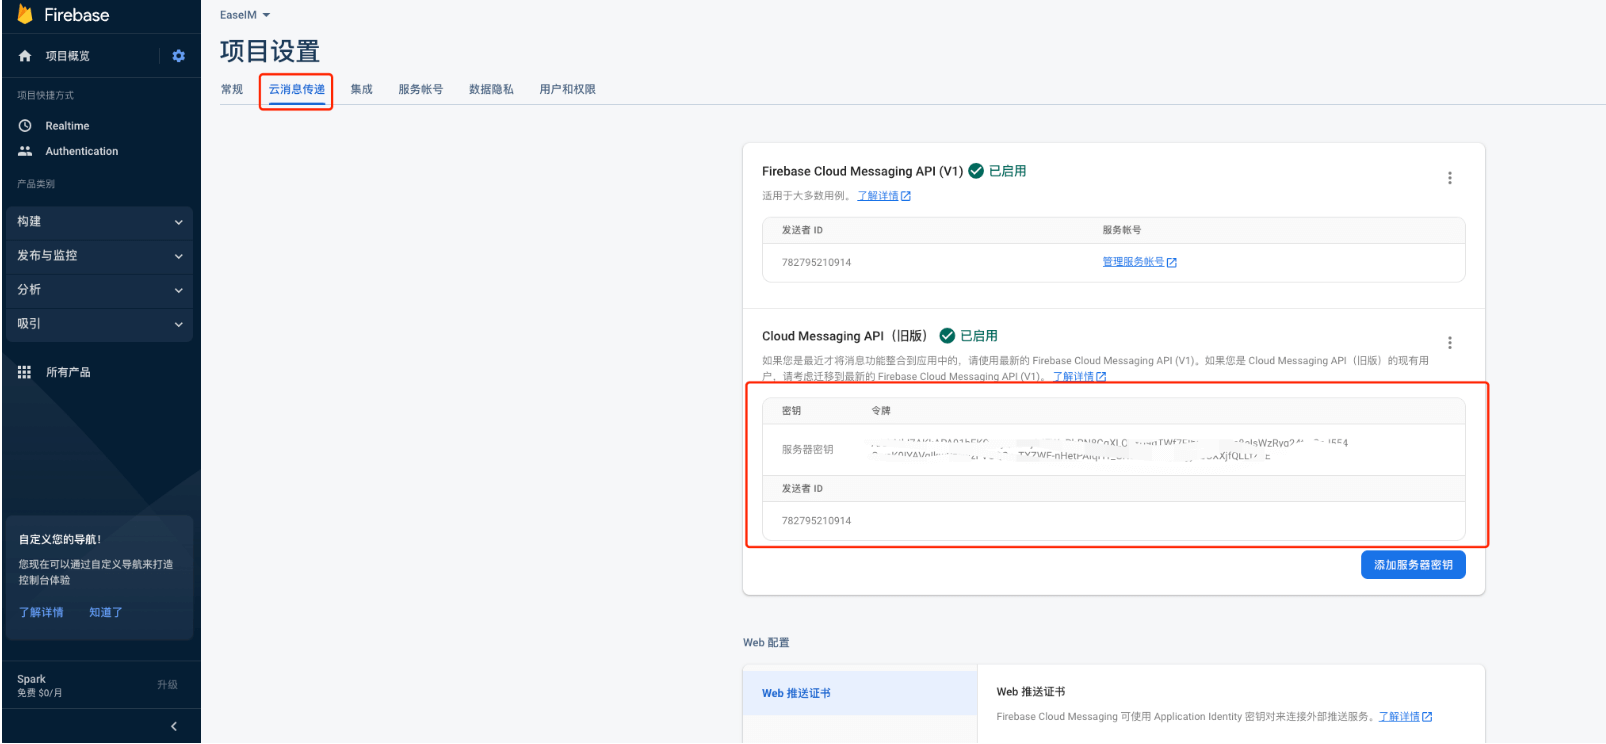 Firebase
EaseIM
项目概览
项目设置
常规
云消息传递
集成
服务帐号
数据隐私
用户和权限
项目快捷方式
Realtime
Authentication
产品类别
构建
发布与监控
分析
吸引
所有产品
自定义您的导航！
您现在可以通过自定义导航来打造
控制台体验
了解详情 知道了
Spark
免费 $0/月
升级
Firebase Cloud Messaging API (V1) 已启用
适用于大多数用例。 了解详情
发送者 ID 服务帐号
782795210914 管理服务帐号
Cloud Messaging API（旧版） 已启用
如果您是最近才将消息功能整合到应用中的，请使用最新的 Firebase Cloud Messaging API (V1)。如果您是 Cloud Messaging API（旧版）的现有用
户，请考虑迁移到最新的 Firebase Cloud Messaging API (V1)。 了解详情
密钥 令牌
服务器密钥
发送者 ID
782795210914
添加服务器密钥
Web 配置
Web 推送证书
Web 推送证书
Firebase Cloud Messaging 可使用 Application Identity 密钥对来连接外部推送服务。 了解详情